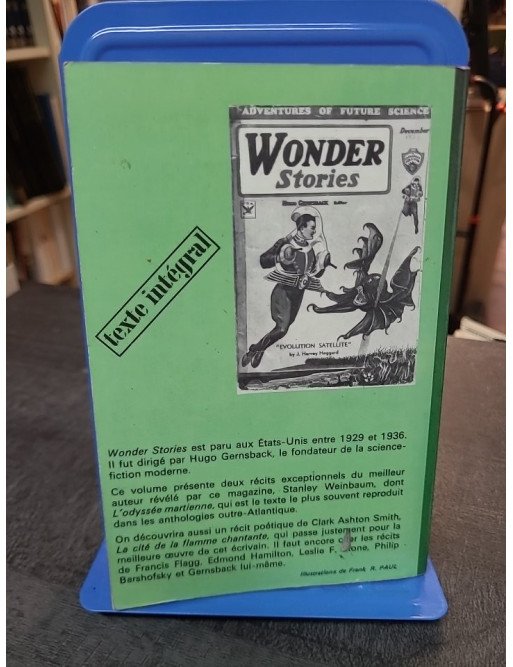 ADVENTURES OF FUTURE SCIENCE
December
WONDER
Stories
HUGO GERNSBACK Editor
"EVOLUTION SATELLITE"
by J. Harvey Haggard
texte intégral
Wonder Stories est paru aux États-Unis entre 1929 et 1936.
Il fut dirigé par Hugo Gernsback, le fondateur de la science-
fiction moderne.
Ce volume présente deux récits exceptionnels du meilleur
auteur révélé par ce magazine, Stanley Weinbaum, dont
L'odyssée martienne, qui est le texte le plus souvent reproduit
dans les anthologies outre-Atlantique.
On découvrira aussi un récit poétique de Clark Ashton Smith,
La cité de la flamme chantante, qui passe justement pour la
meilleure œuvre de cet écrivain. Il faut encore les récits
de Francis Flagg, Edmond Hamilton, Leslie F. Philip
Barshofsky et Gernsback lui-même.
Illustrations de Frank. R. PAUL